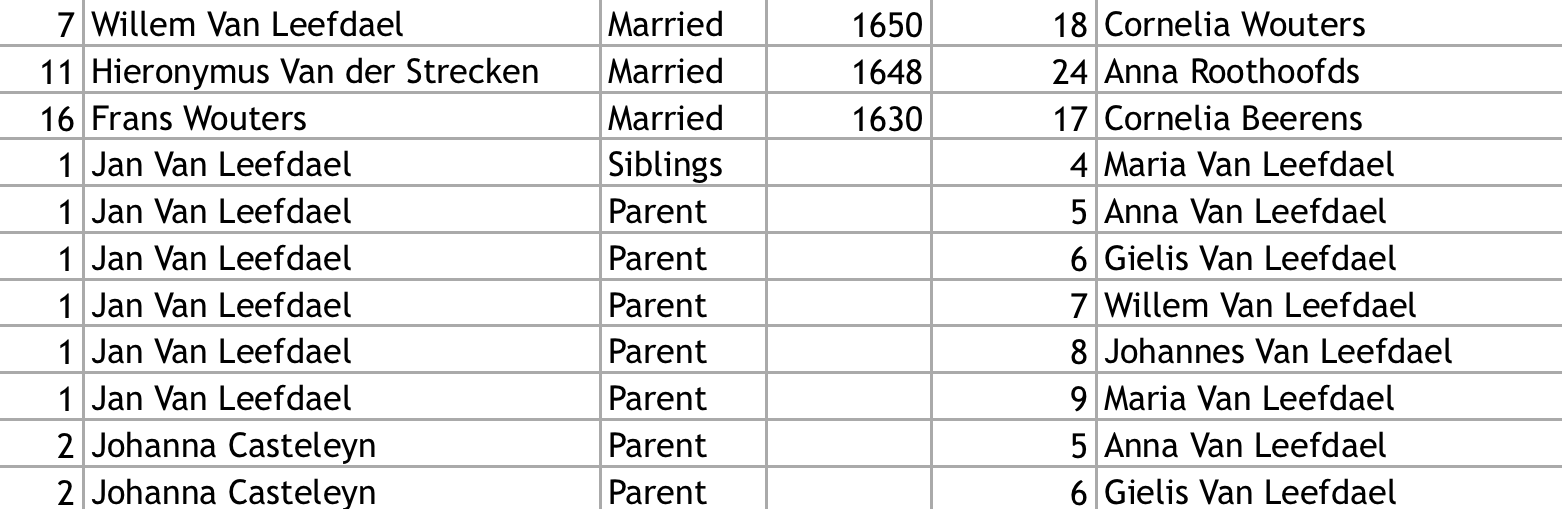 7 Willem Van Leefdael Married 1650 18 Cornelia Wouters
11 Hieronymus Van der Strecken Married 1648 24 Anna Roothoofds
16 Frans Wouters Married 1630 17 Cornelia Beerens
1 Jan Van Leefdael Siblings 4 Maria Van Leefdael
1 Jan Van Leefdael Parent 5 Anna Van Leefdael
1 Jan Van Leefdael Parent 6 Gielis Van Leefdael
1 Jan Van Leefdael Parent 7 Willem Van Leefdael
1 Jan Van Leefdael Parent 8 Johannes Van Leefdael
1 Jan Van Leefdael Parent 9 Maria Van Leefdael
2 Johanna Casteleyn Parent 5 Anna Van Leefdael
2 Johanna Casteleyn Parent 6 Gielis Van Leefdael